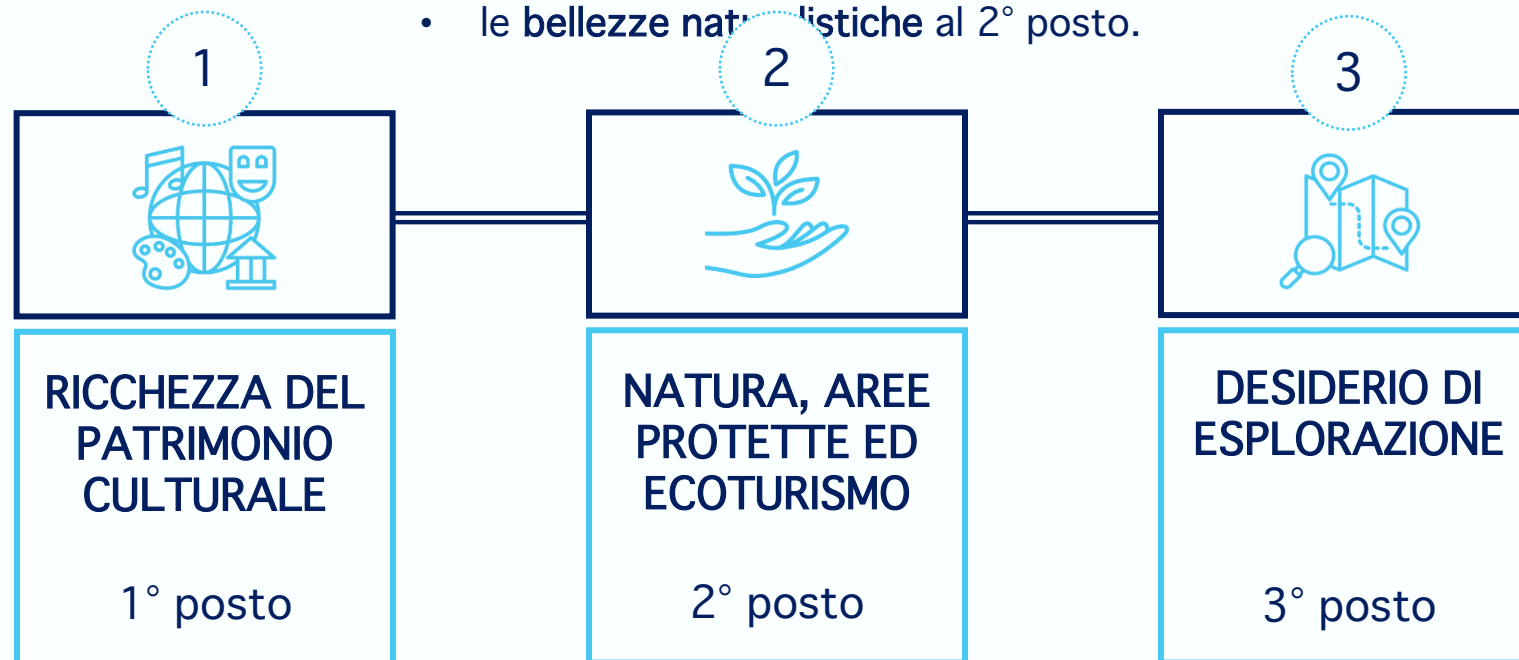 • le bellezze naturalistiche al 2° posto.
1
2
3
RICCHEZZA DEL
PATRIMONIO
CULTURALE
1° posto
NATURA, AREE
PROTETTE ED
ECOTURISMO
2° posto
DESIDERIO DI
ESPLORAZIONE
3° posto